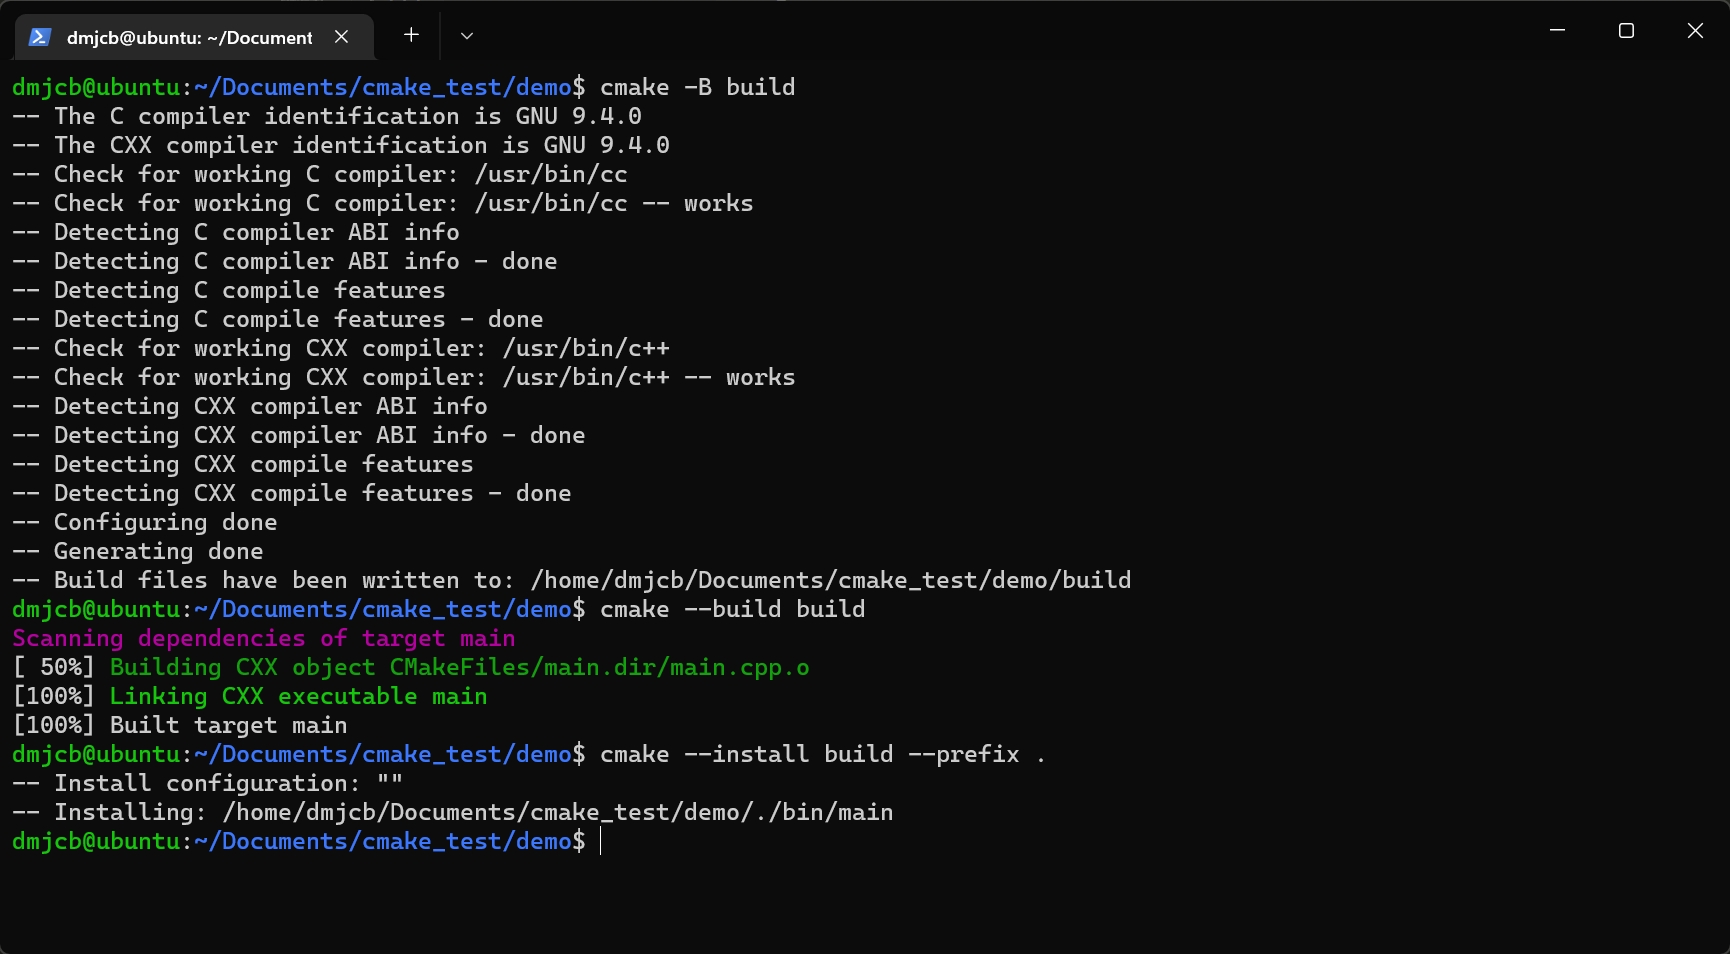 dmjcb@ubuntu: ~/Document
dmjcb@ubuntu:~/Documents/cmake_test/demo$ cmake -B build
-- The C compiler identification is GNU 9.4.0
-- The CXX compiler identification is GNU 9.4.0
-- Check for working C compiler: /usr/bin/cc
-- Check for working C compiler: /usr/bin/cc -- works
-- Detecting C compiler ABI info
-- Detecting C compiler ABI info - done
-- Detecting C compile features
-- Detecting C compile features - done
-- Check for working CXX compiler: /usr/bin/c++
-- Check for working CXX compiler: /usr/bin/c++ -- works
-- Detecting CXX compiler ABI info
-- Detecting CXX compiler ABI info - done
-- Detecting CXX compile features
-- Detecting CXX compile features - done
-- Configuring done
-- Generating done
-- Build files have been written to: /home/dmjcb/Documents/cmake_test/demo/build
dmjcb@ubuntu:~/Documents/cmake_test/demo$ cmake --build build
Scanning dependencies of target main
[ 50%] Building CXX object CMakeFiles/main.dir/main.cpp.o
[100%] Linking CXX executable main
[100%] Built target main
dmjcb@ubuntu:~/Documents/cmake_test/demo$ cmake --install build --prefix .
-- Install configuration: ""
-- Installing: /home/dmjcb/Documents/cmake_test/demo/./bin/main
dmjcb@ubuntu:~/Documents/cmake_test/demo$